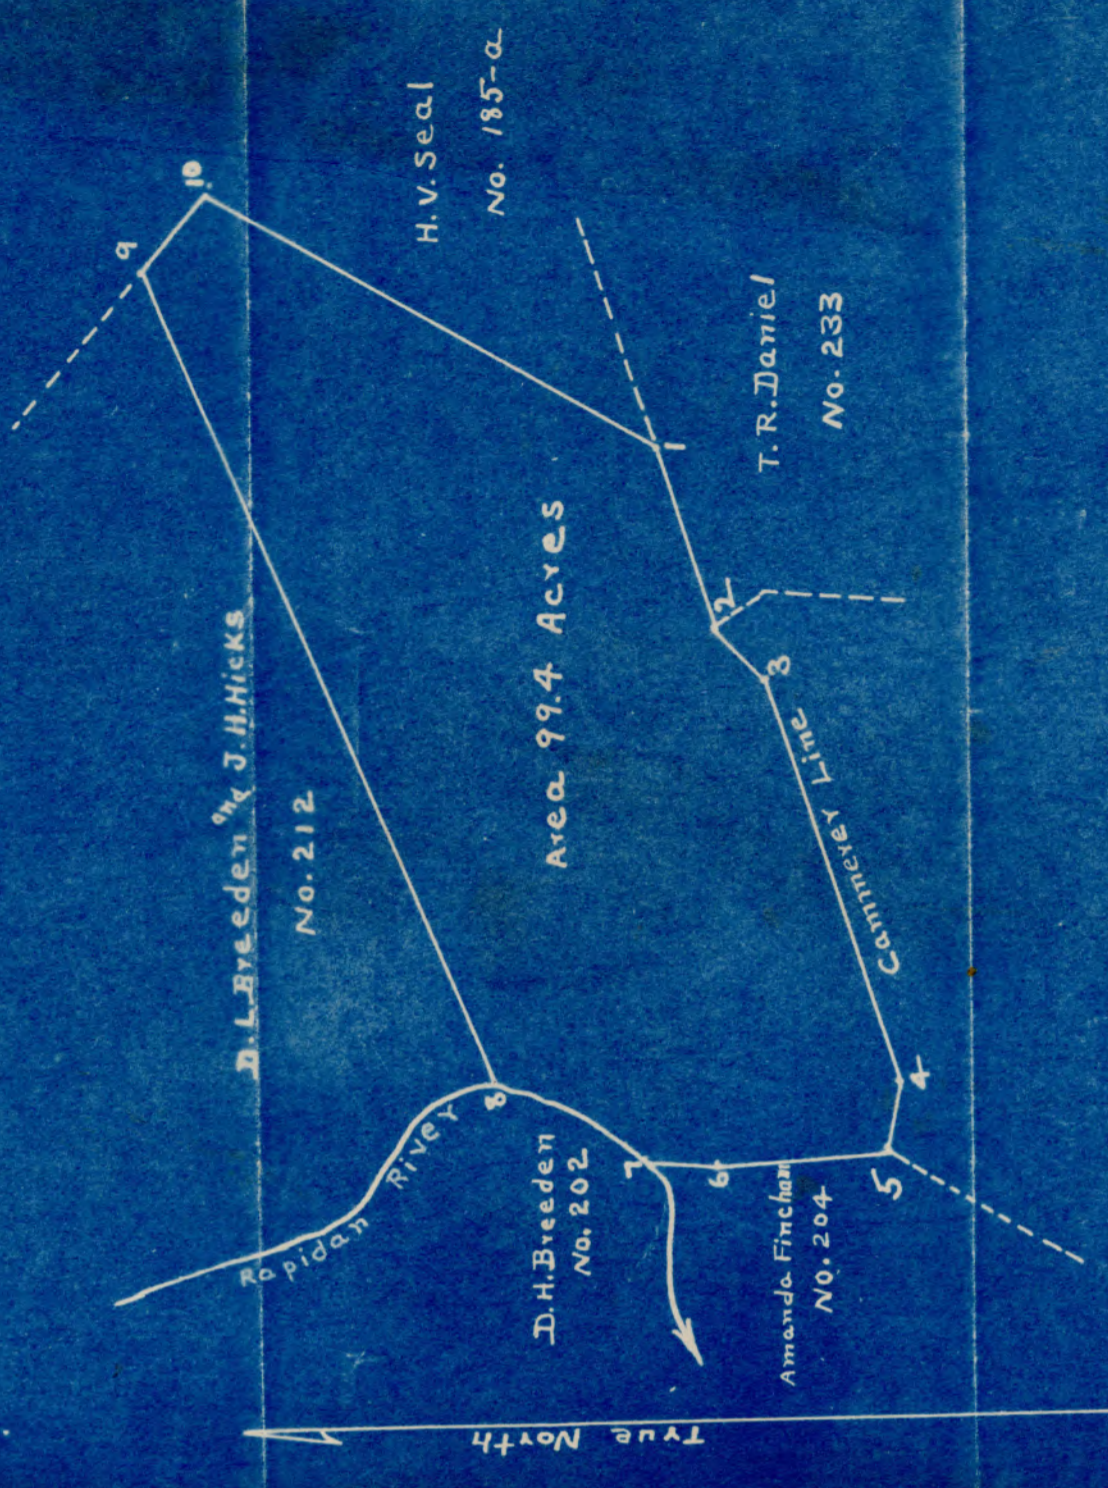 D. L. Breeden and J. H. Hicks
No. 212
H. V. Seal
No. 185-a
T. R. Daniel
No. 233
Area 99.4 Acres
Cammerer Line
Rapidan River
D. H. Breeden
No. 202
Amanda Fincham
No. 204
True North
1
2
3
4
5
6
7
8
9
10